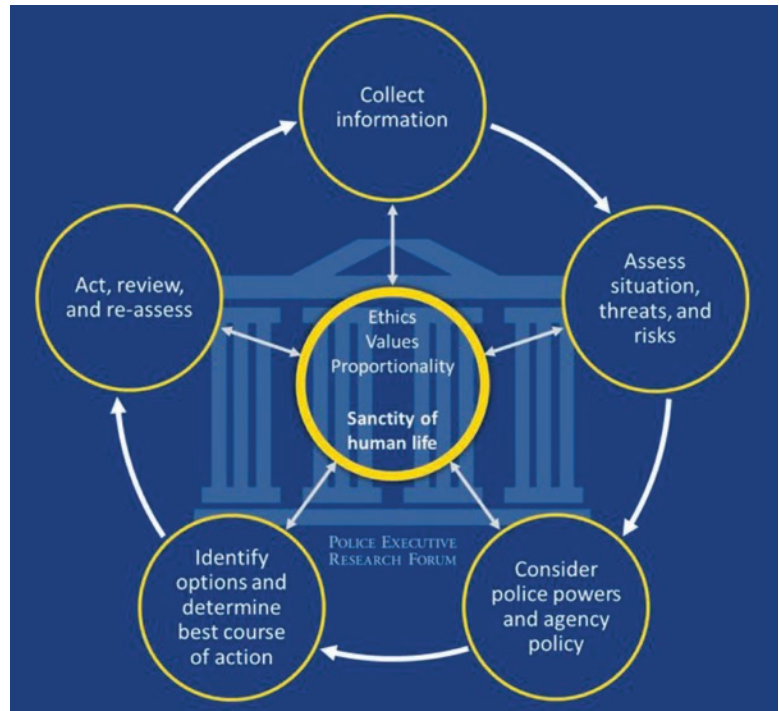 Collect
information
Assess
situation,
threats, and
risks
Consider
police powers
and agency
policy
Identify
options and
determine
best course
of action
Act, review,
and re-assess
Ethics
Values
Proportionality
Sanctity of
human life
POLICE EXECUTIVE
RESEARCH FORUM